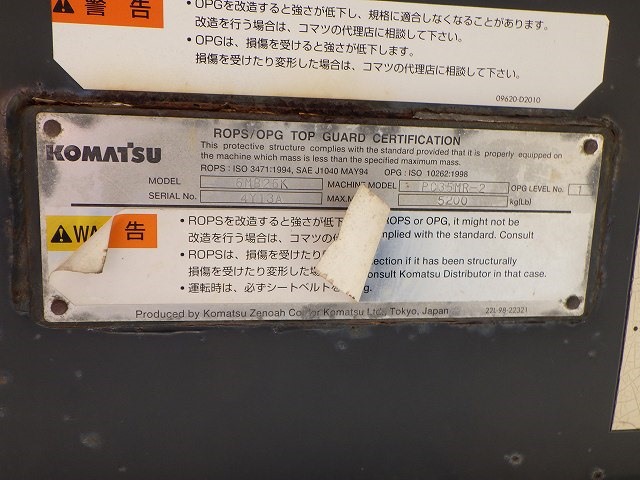 警告
・OPGを改造すると強さが低下し、規格に適合しなくなることがあります。
改造を行う場合は、コマツの代理店に相談して下さい。
・OPGは、損傷を受けると強さが低下します。
損傷を受けたり変形した場合は、コマツの代理店に相談して下さい。
09620-D2010
KOMATSU
ROPS/OPG TOP GUARD CERTIFICATION
This protective structure complies with the standard provided that it is properly equipped on
the machine which mass is less than the specified maximum mass.
ROPS : ISO 3471:1994, SAE J1040 MAY94 OPG : ISO 10262:1998
MODEL 6MB26K MACHINE MODEL PC35MR-2 OPG LEVEL No. 1
SERIAL No. 4Y13A MAX. 5200 kg(Lb)
WA 告
・ROPSを改造すると強さが低下 ROPS or OPG, it might not be
改造を行う場合は、コマツの complied with the standard. Consult
・ROPSは、損傷を受け if it has been structurally
損傷を受けたり変形した場 Consult Komatsu Distributor in that case.
・運転時は、必ずシートベルト
Produced by Komatsu Zenoah Co. for Komatsu Ltd., Tokyo, Japan 22L-98-22321